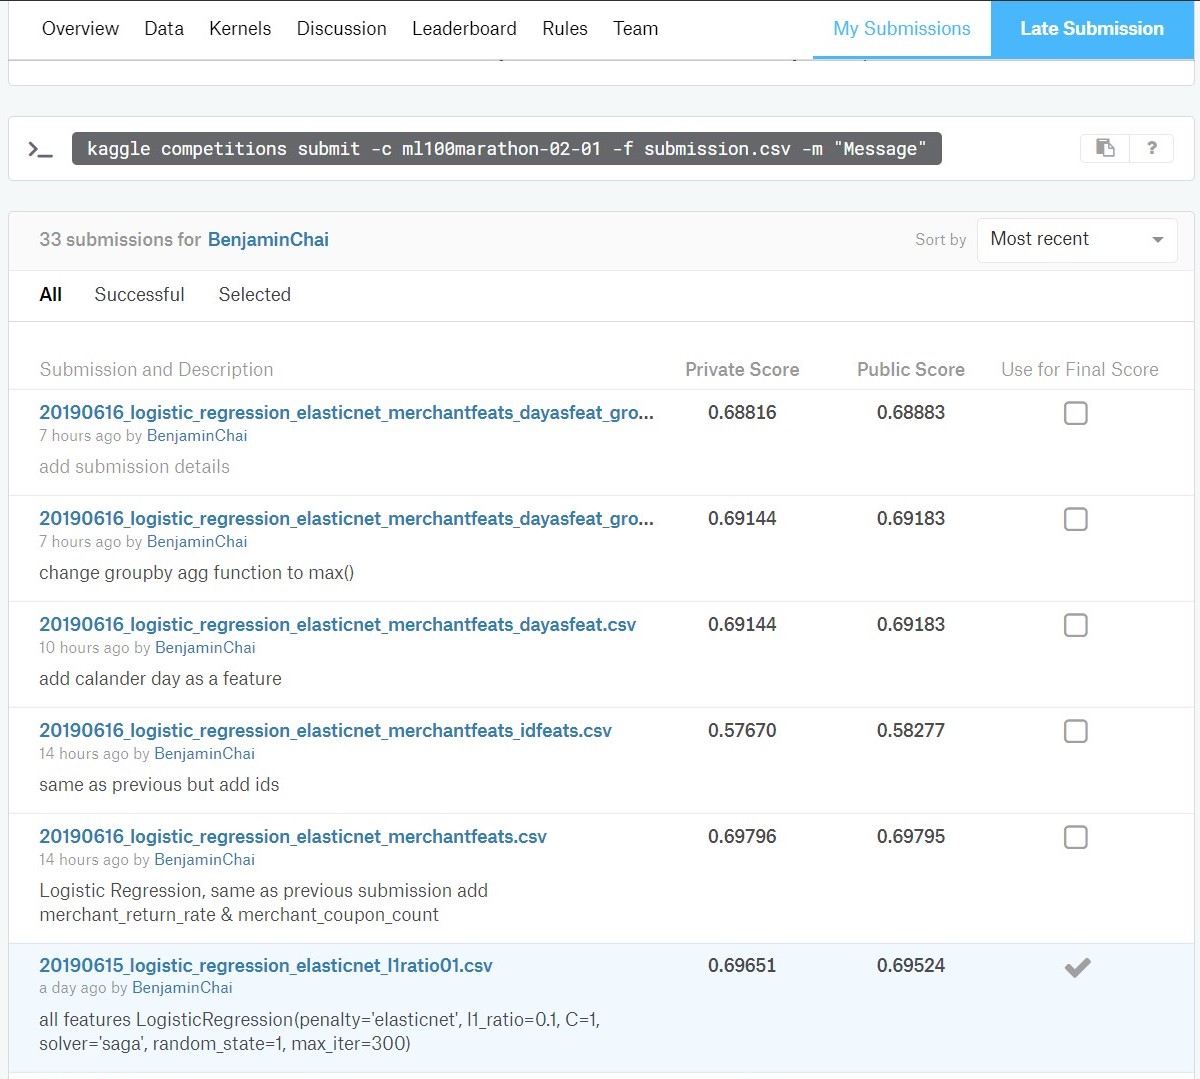 Overview Data Kernels Discussion Leaderboard Rules Team My Submissions Late Submission
>_ kaggle competitions submit -c ml100marathon-02-01 -f submission.csv -m "Message" ?
33 submissions for BenjaminChai Sort by Most recent
All Successful Selected
Submission and Description Private Score Public Score Use for Final Score
20190616_logistic_regression_elasticnet_merchantfeats_dayasfeat_gro... 0.68816 0.68883
7 hours ago by BenjaminChai
add submission details
20190616_logistic_regression_elasticnet_merchantfeats_dayasfeat_gro... 0.69144 0.69183
7 hours ago by BenjaminChai
change groupby agg function to max()
20190616_logistic_regression_elasticnet_merchantfeats_dayasfeat.csv 0.69144 0.69183
10 hours ago by BenjaminChai
add calander day as a feature
20190616_logistic_regression_elasticnet_merchantfeats_idfeats.csv 0.57670 0.58277
14 hours ago by BenjaminChai
same as previous but add ids
20190616_logistic_regression_elasticnet_merchantfeats.csv 0.69796 0.69795
14 hours ago by BenjaminChai
Logistic Regression, same as previous submission add
merchant_return_rate & merchant_coupon_count
20190615_logistic_regression_elasticnet_l1ratio01.csv 0.69651 0.69524
a day ago by BenjaminChai
all features LogisticRegression(penalty='elasticnet', l1_ratio=0.1, C=1,
solver='saga', random_state=1, max_iter=300)